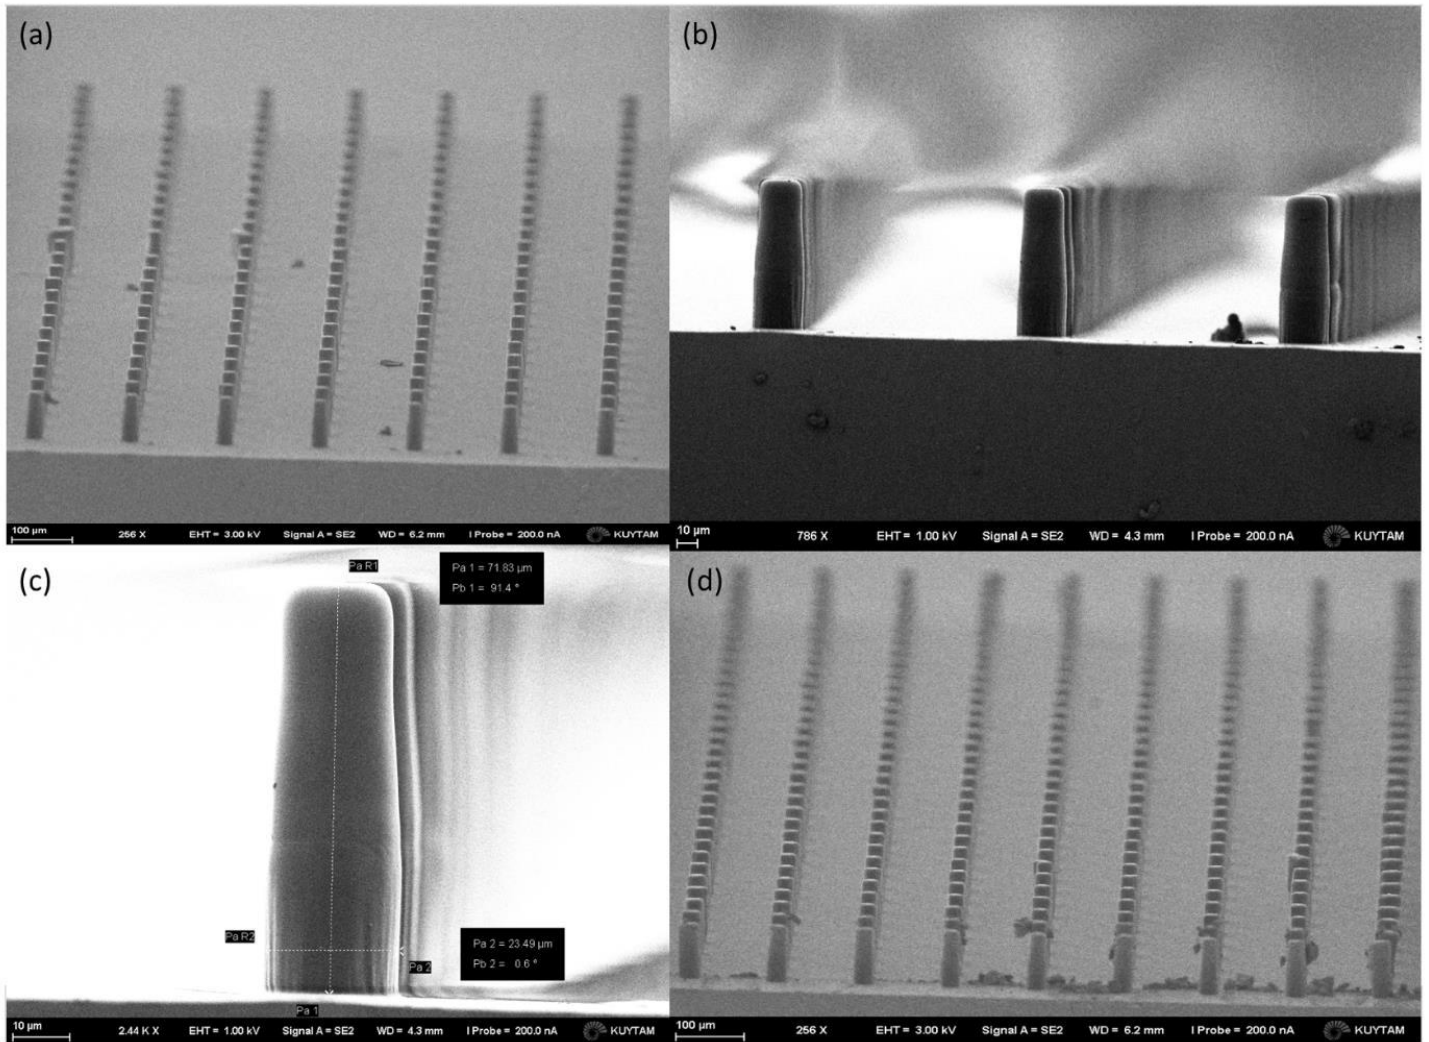 (a)
100 µm
256 X
EHT = 3.00 kV
Signal A = SE2
WD = 6.2 mm
I Probe = 200.0 nA
KUYTAM
(b)
10 µm
786 X
EHT = 1.00 kV
Signal A = SE2
WD = 4.3 mm
I Probe = 200.0 nA
KUYTAM
(c)
Pa R1
Pa 1 = 71.83 µm
Pb 1 = 91.4 °
Pa R2
Pa 2
Pa 2 = 23.49 µm
Pb 2 = 0.6 °
Pa 1
10 µm
2.44 K X
EHT = 1.00 kV
Signal A = SE2
WD = 4.3 mm
I Probe = 200.0 nA
KUYTAM
(d)
100 µm
256 X
EHT = 3.00 kV
Signal A = SE2
WD = 6.2 mm
I Probe = 200.0 nA
KUYTAM